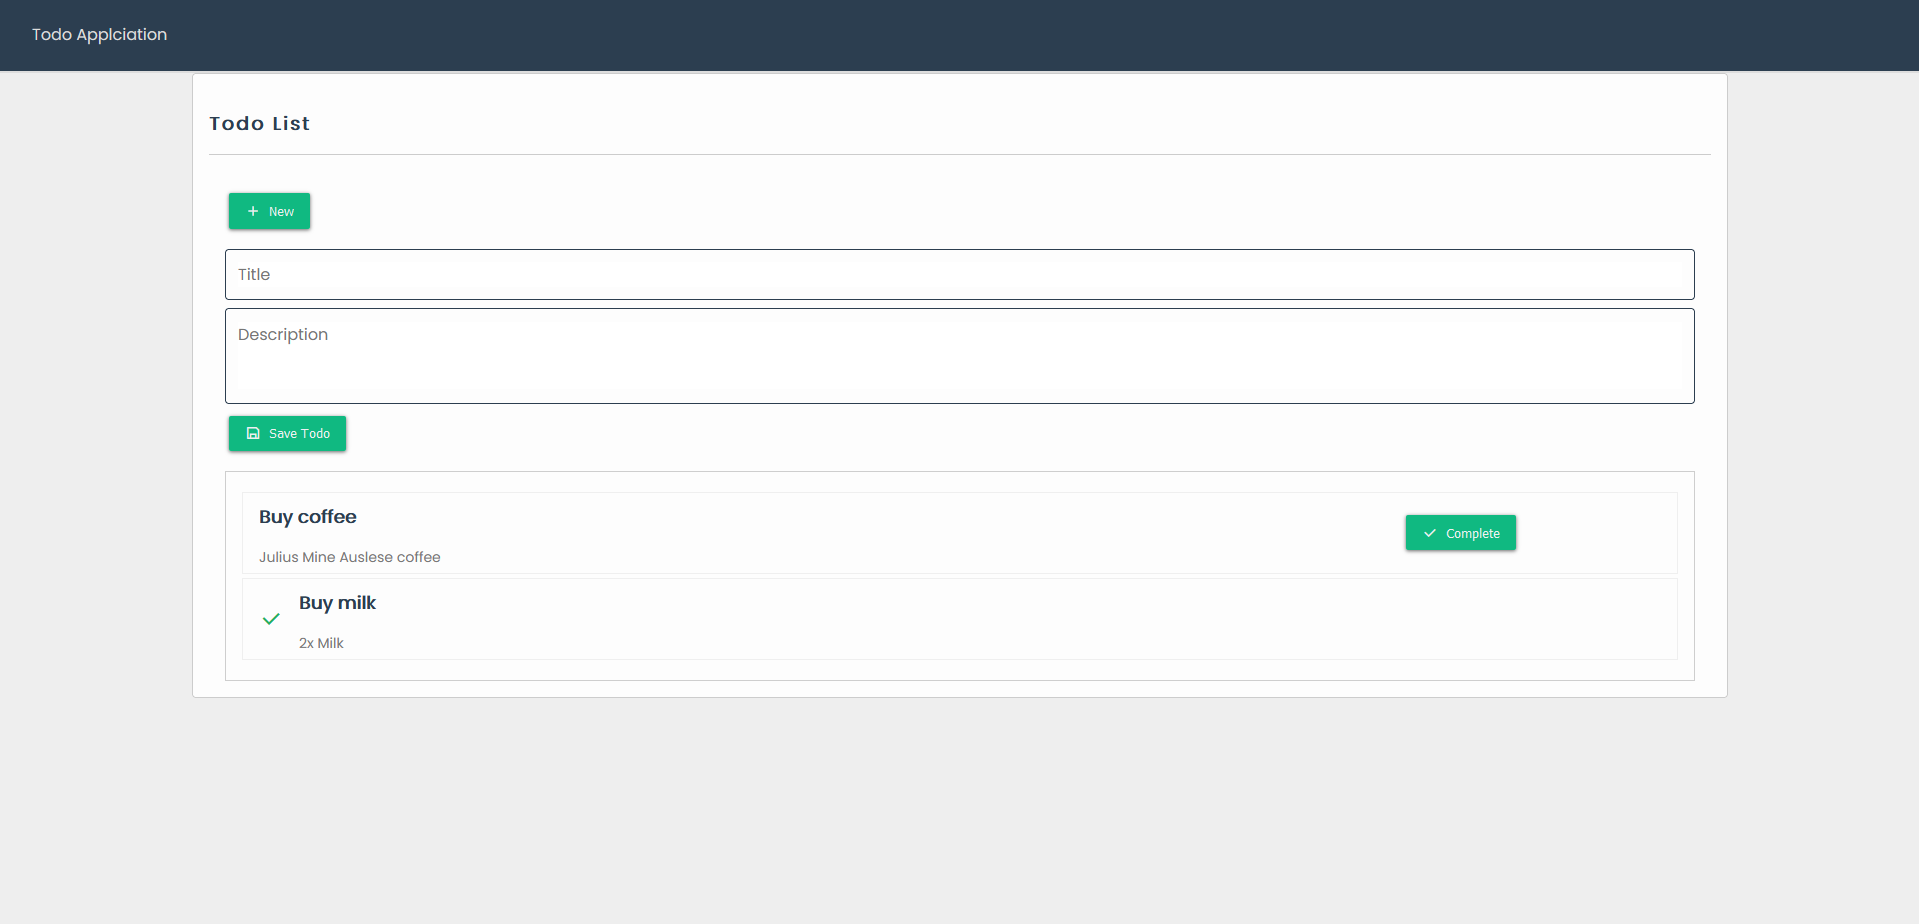 Todo Applciation
Todo List
New
Title
Description
Save Todo
Buy coffee
Complete
Julius Mine Auslese coffee
Buy milk
2x Milk